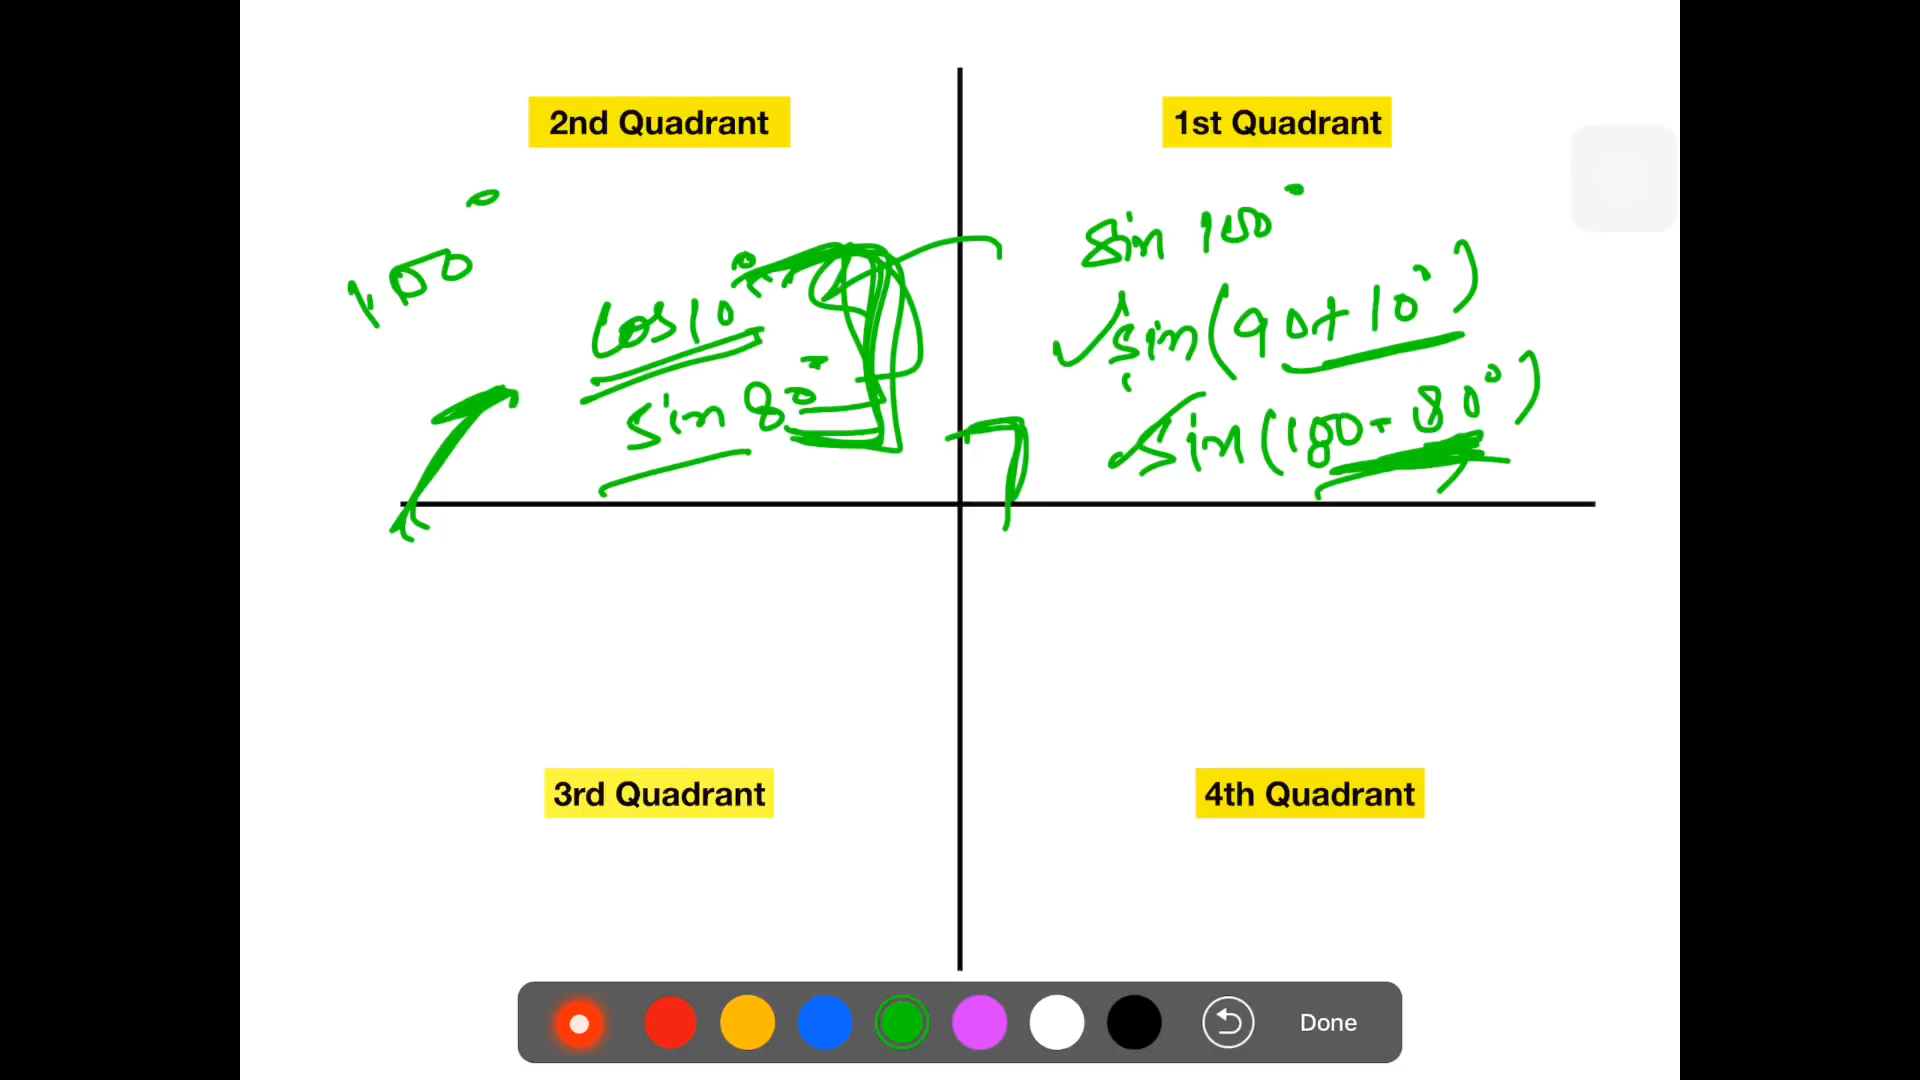 2nd Quadrant
1st Quadrant
100°
cos 10°
sin 80°
sin 100°
sin(90+10°)
sin(180-80°)
3rd Quadrant
4th Quadrant
Done